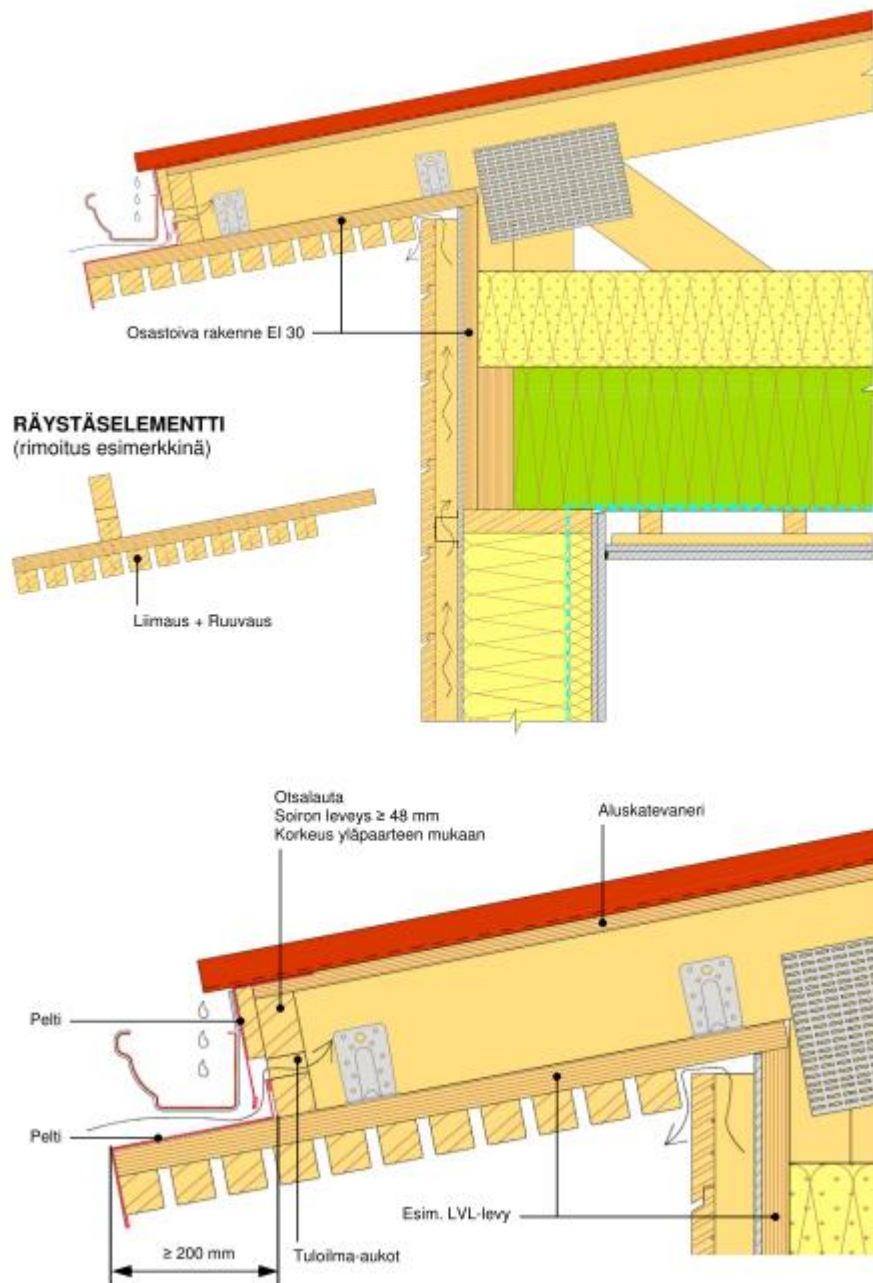 Osastoiva rakenne EI 30
RÄYSTÄSELEMENTTI
(rimoitus esimerkkinä)
Liimaus + Ruuvaus
Otsalauta
Soiron leveys ≥ 48 mm
Korkeus yläpaarteen mukaan
Aluskatevaneri
Pelti
Pelti
Esim. LVL-levy
≥ 200 mm
Tuloilma-aukot